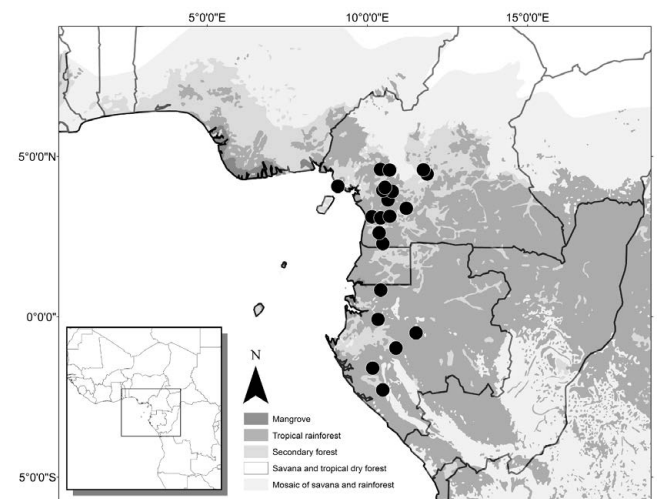 5°0'0"E 10°00'0"E 15°0'0"E
5°0'0"N
0°0'0"
5°0'0"S
N
Mangrove
Tropical rainforest
Secondary forest
Savana and tropical dry forest
Mosaic of savana and rainforest